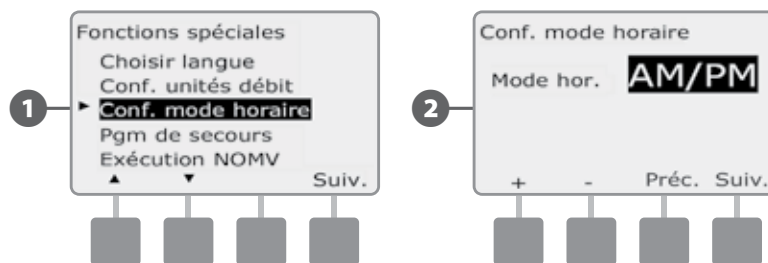 1
Fonctions spéciales
Choisir langue
Conf. unités débit
► Conf. mode horaire
Pgm de secours
Exécution NOMV
▲ ▼ Suiv.
2
Conf. mode horaire
Mode hor. AM/PM
+ - Préc. Suiv.